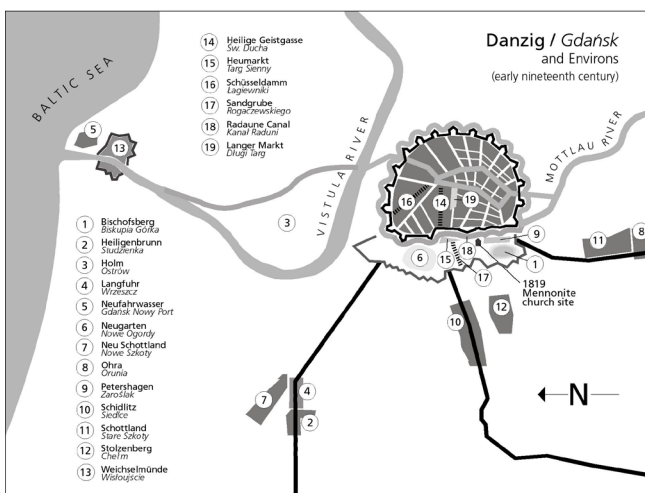 Danzig / Gdańsk
and Environs
(early nineteenth century)
BALTIC SEA
VISTULA RIVER
MOTTLAU RIVER
14 Heilige Geistgasse
Św. Ducha
15 Heumarkt
Targ Sienny
16 Schüsseldamm
Łagiewniki
17 Sandgrube
Rogaczewskiego
18 Radaune Canal
Kanał Raduni
19 Langer Markt
Długi Targ
1 Bischofsberg
Biskupia Górka
2 Heiligenbrunn
Studzienka
3 Holm
Ostrów
4 Langfuhr
Wrzeszcz
5 Neufahrwasser
Gdańsk Nowy Port
6 Neugarten
Nowe Ogordy
7 Neu Schottland
Nowe Szkoty
8 Ohra
Orunia
9 Petershagen
Zaroślak
10 Schidlitz
Siedlce
11 Schottland
Stare Szkoty
12 Stolzenberg
Chełm
13 Weichselmünde
Wisłoujście
5
13
3
16
14
19
9
11
8
6
15
18
17
1
1819
Mennonite
church site
10
12
7
4
2
N